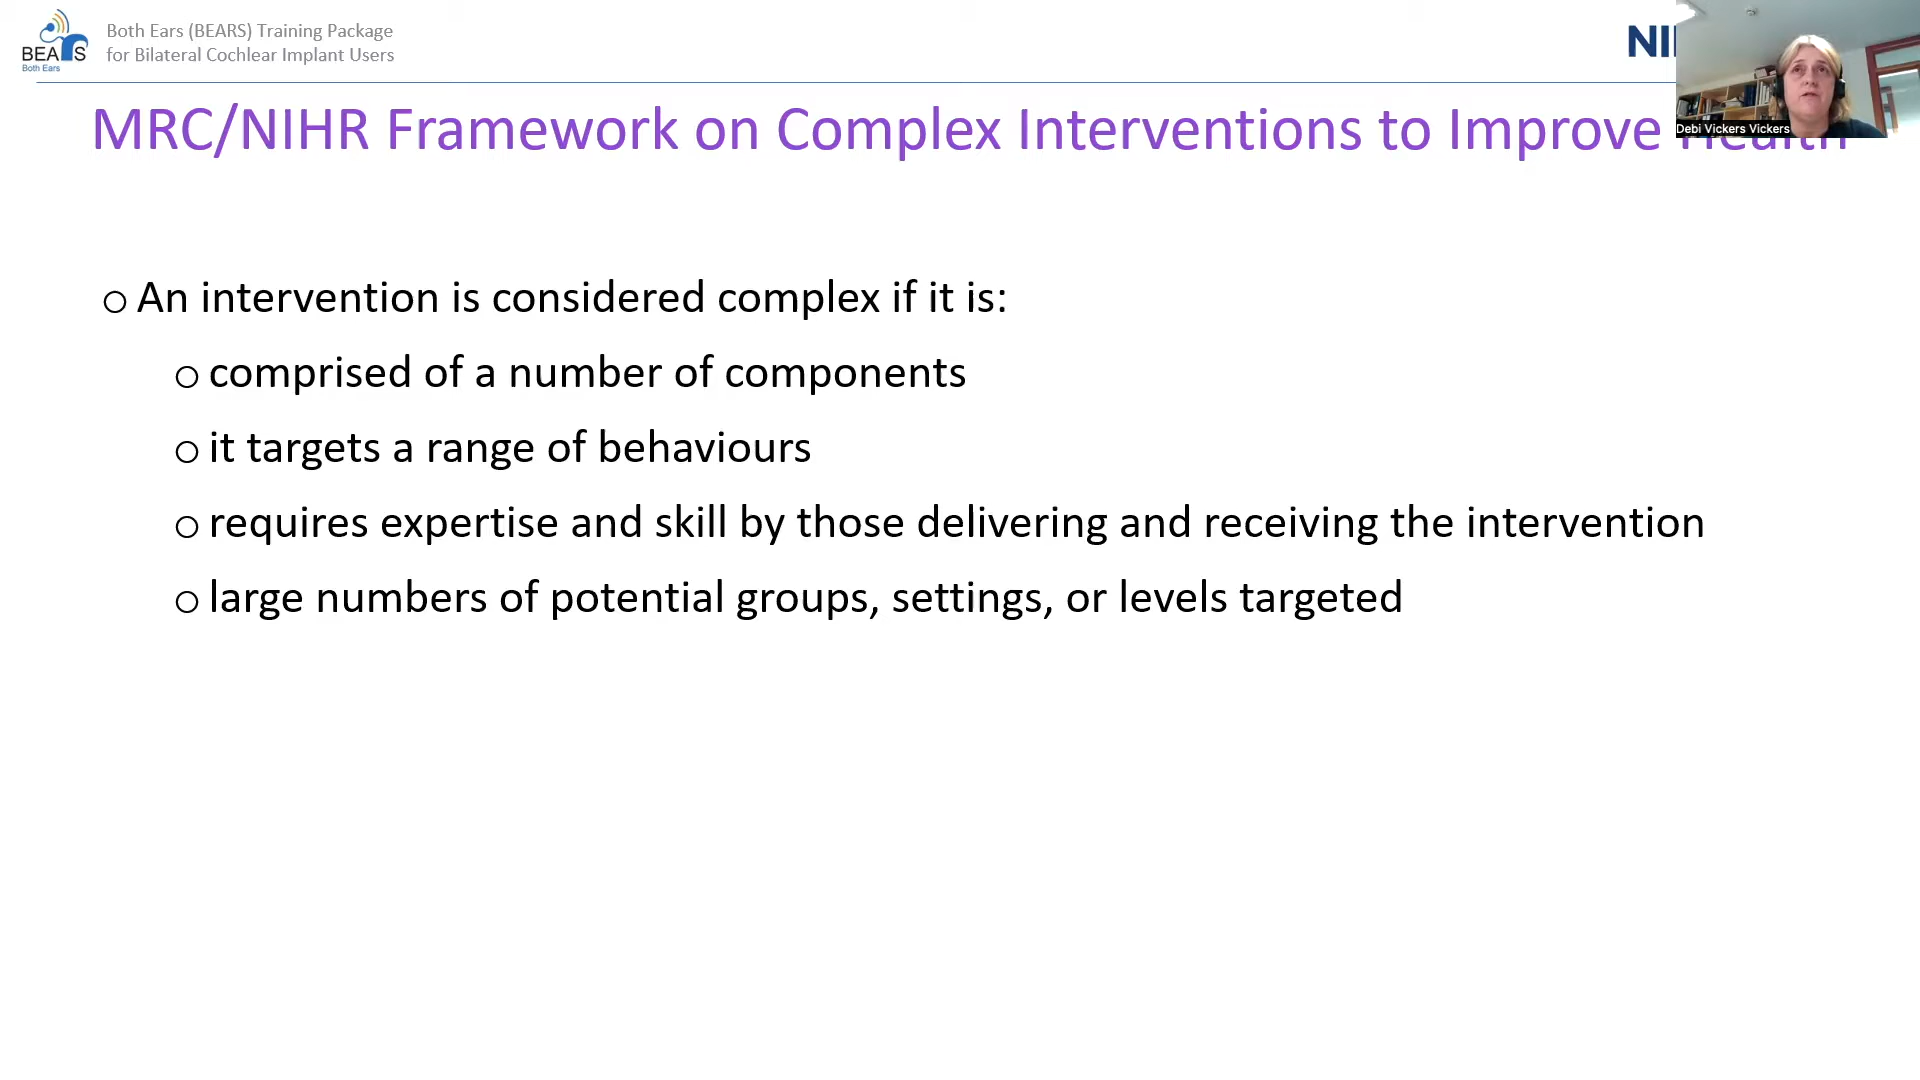 BEARS
Both Ears
Both Ears (BEARS) Training Package
for Bilateral Cochlear Implant Users
Debi Vickers Vickers
MRC/NIHR Framework on Complex Interventions to Improve Health
An intervention is considered complex if it is:
comprised of a number of components
it targets a range of behaviours
requires expertise and skill by those delivering and receiving the intervention
large numbers of potential groups, settings, or levels targeted